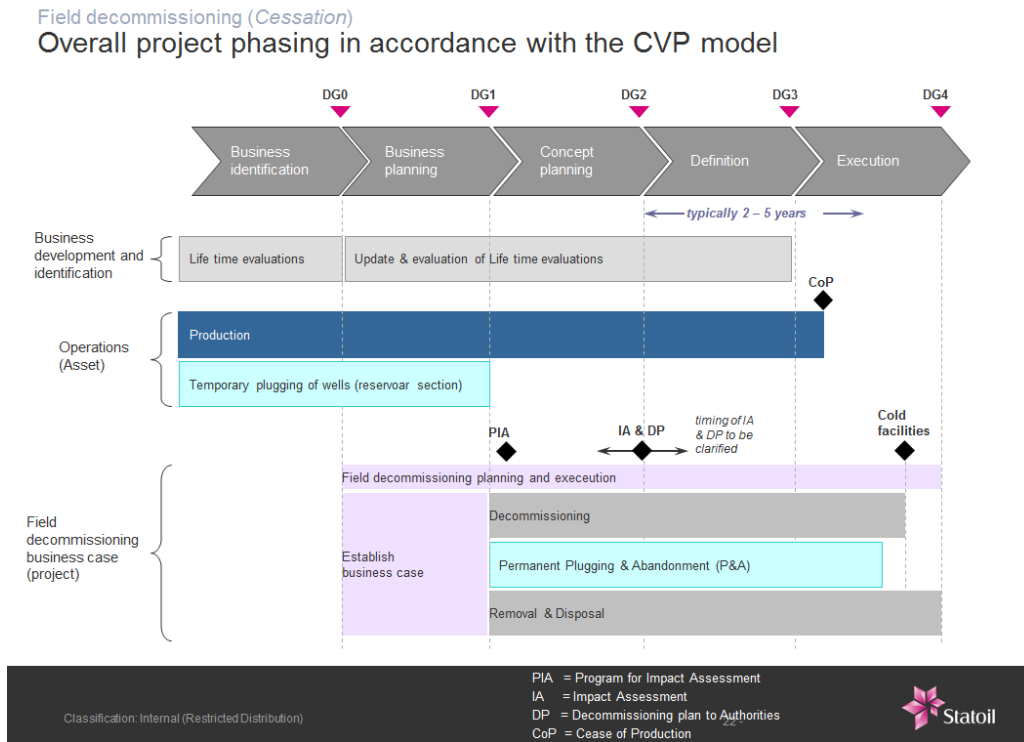 Field decommissioning (Cessation)
Overall project phasing in accordance with the CVP model
DG0
DG1
DG2
DG3
DG4
Business
identification
Business
planning
Concept
planning
Definition
Execution
typically 2 – 5 years
Business
development and
identification
Life time evaluations
Update & evaluation of Life time evaluations
CoP
Operations
(Asset)
Production
Temporary plugging of wells (reservoar section)
PIA
IA & DP
timing of IA
& DP to be
clarified
Cold
facilities
Field
decommissioning
business case
(project)
Field decommissioning planning and execeution
Decommissioning
Establish
business case
Permanent Plugging & Abandonment (P&A)
Removal & Disposal
PIA = Program for Impact Assessment
IA = Impact Assessment
DP = Decommissioning plan to Authorities
CoP = Cease of Production
Classification: Internal (Restricted Distribution)
22
Statoil